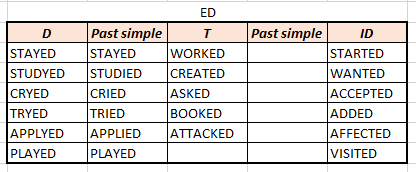 ED
D Past simple T Past simple ID
STAYED STAYED WORKED STARTED
STUDYED STUDIED CREATED WANTED
CRYED CRIED ASKED ACCEPTED
TRYED TRIED BOOKED ADDED
APPLYED APPLIED ATTACKED AFFECTED
PLAYED PLAYED VISITED